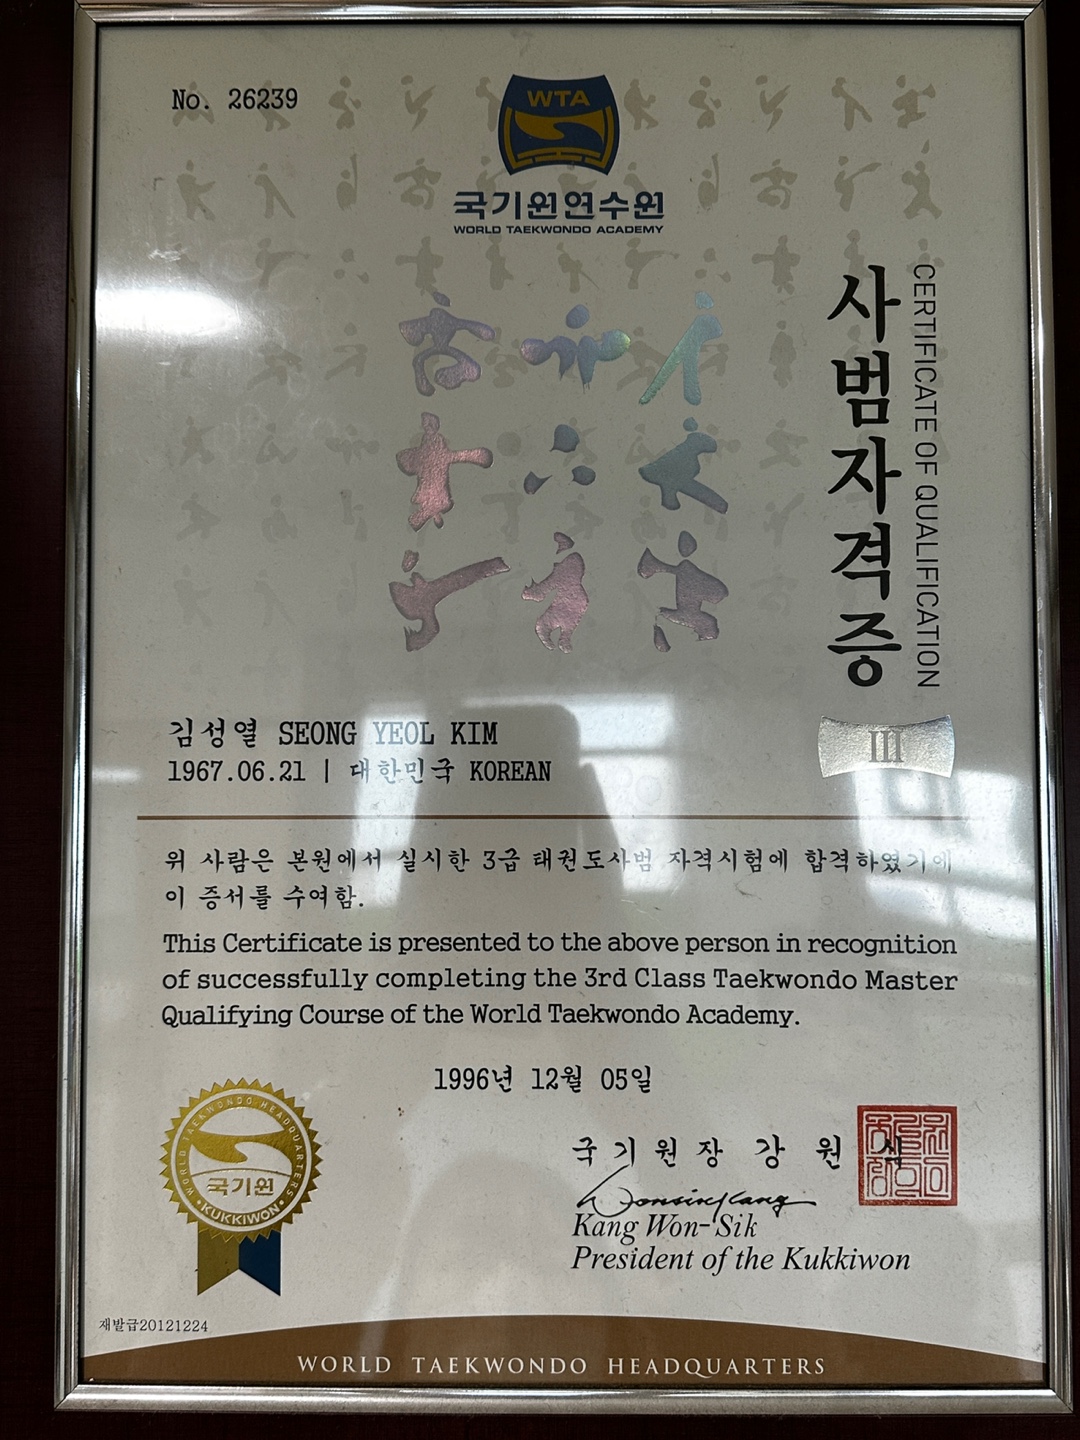 No. 26239
WTA
국기원연수원
WORLD TAEKWONDO ACADEMY
사범자격증
CERTIFICATE OF QUALIFICATION
III
김성열 SEONG YEOL KIM
1967.06.21 | 대한민국 KOREAN
위 사람은 본원에서 실시한 3급 태권도사범 자격시험에 합격하였기에
이 증서를 수여함.
This Certificate is presented to the above person in recognition
of successfully completing the 3rd Class Taekwondo Master
Qualifying Course of the World Taekwondo Academy.
1996년 12월 05일
국기원장 강원식
Wonsik Kang
Kang Won-Sik
President of the Kukkiwon
WORLD TAEKWONDO HEADQUARTERS
국기원
KUKKIWON
재발급20121224
WORLD TAEKWONDO HEADQUARTERS